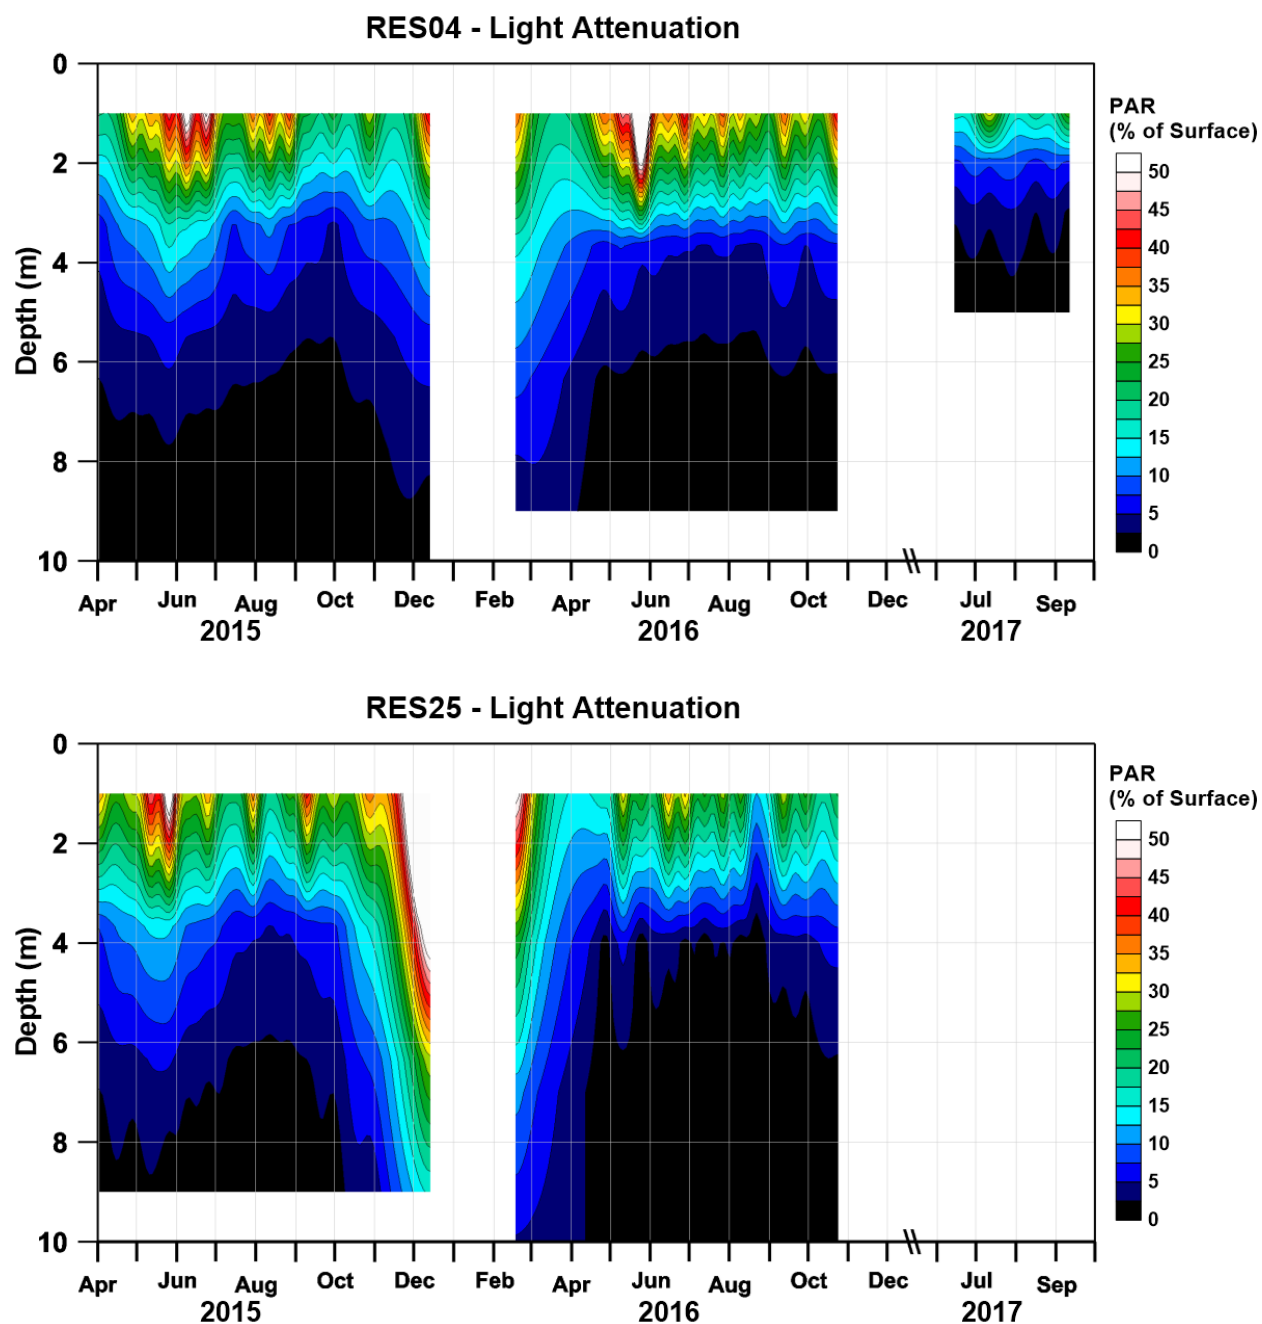 RES04 - Light Attenuation
0
2
4
6
8
10
Depth (m)
Apr Jun Aug Oct Dec Feb Apr Jun Aug Oct Dec Jul Sep
2015 2016 2017
PAR
(% of Surface)
50
45
40
35
30
25
20
15
10
5
0
RES25 - Light Attenuation
0
2
4
6
8
10
Depth (m)
Apr Jun Aug Oct Dec Feb Apr Jun Aug Oct Dec Jul Sep
2015 2016 2017
PAR
(% of Surface)
50
45
40
35
30
25
20
15
10
5
0